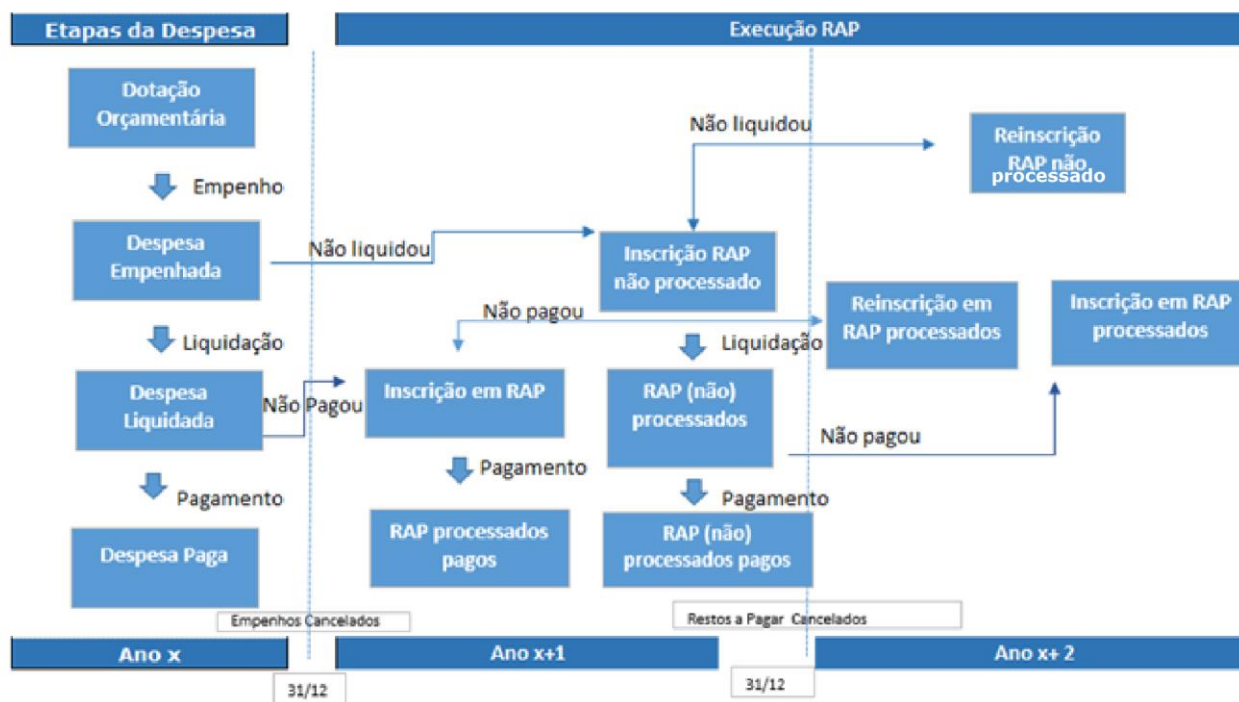 Etapas da Despesa
Execução RAP
Dotação
Orçamentária
Não liquidou
Reinscrição
RAP não
processado
Empenho
Despesa
Empenhada
Não liquidou
Inscrição RAP
não processado
Não pagou
Reinscrição em
RAP processados
Inscrição em RAP
processados
Liquidação
Liquidação
Despesa
Liquidada
Não Pagou
Inscrição em RAP
RAP (não)
processados
Não pagou
Pagamento
Pagamento
Pagamento
Despesa Paga
RAP processados
pagos
RAP (não)
processados pagos
Empenhos Cancelados
Restos a Pagar Cancelados
Ano x
Ano x+1
Ano x+ 2
31/12
31/12